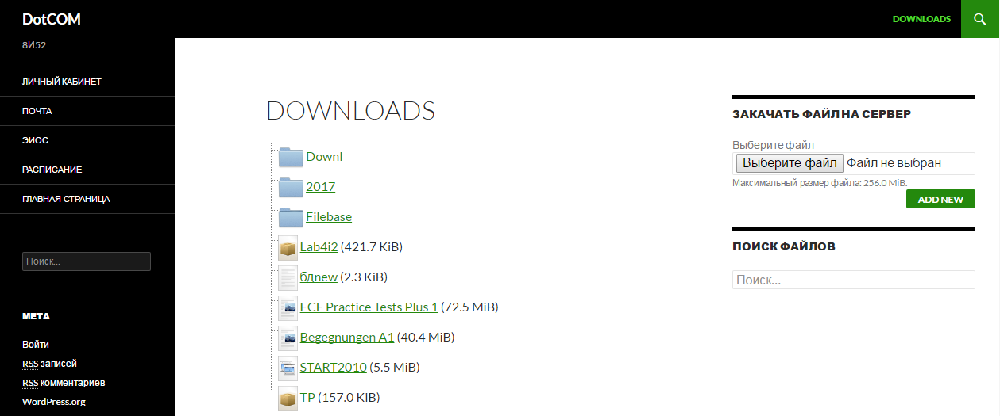 DotCOM
DOWNLOADS
8И52
ЛИЧНЫЙ КАБИНЕТ
ПОЧТА
ЭИОС
РАСПИСАНИЕ
ГЛАВНАЯ СТРАНИЦА
Поиск...
МЕТА
Войти
RSS записей
RSS комментариев
WordPress.org
DOWNLOADS
Downl
2017
Filebase
Lab4i2 (421.7 KiB)
бдnew (2.3 KiB)
FCE Practice Tests Plus 1 (72.5 MiB)
Begegnungen A1 (40.4 MiB)
START2010 (5.5 MiB)
TP (157.0 KiB)
ЗАКАЧАТЬ ФАЙЛ НА СЕРВЕР
Выберите файл
Выберите файл Файл не выбран
Максимальный размер файла: 256.0 MiB.
ADD NEW
ПОИСК ФАЙЛОВ
Поиск...